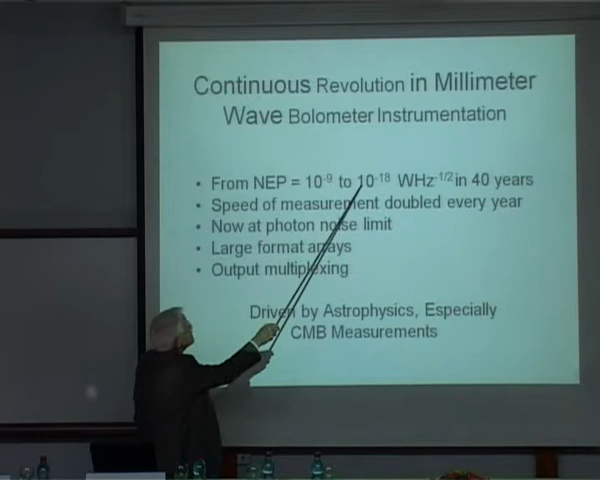 Continuous Revolution in Millimeter
Wave Bolometer Instrumentation
• From NEP = 10⁻⁹ to 10⁻¹⁸ WHz⁻¹/² in 40 years
• Speed of measurement doubled every year
• Now at photon noise limit
• Large format arrays
• Output multiplexing
Driven by Astrophysics, Especially
CMB Measurements